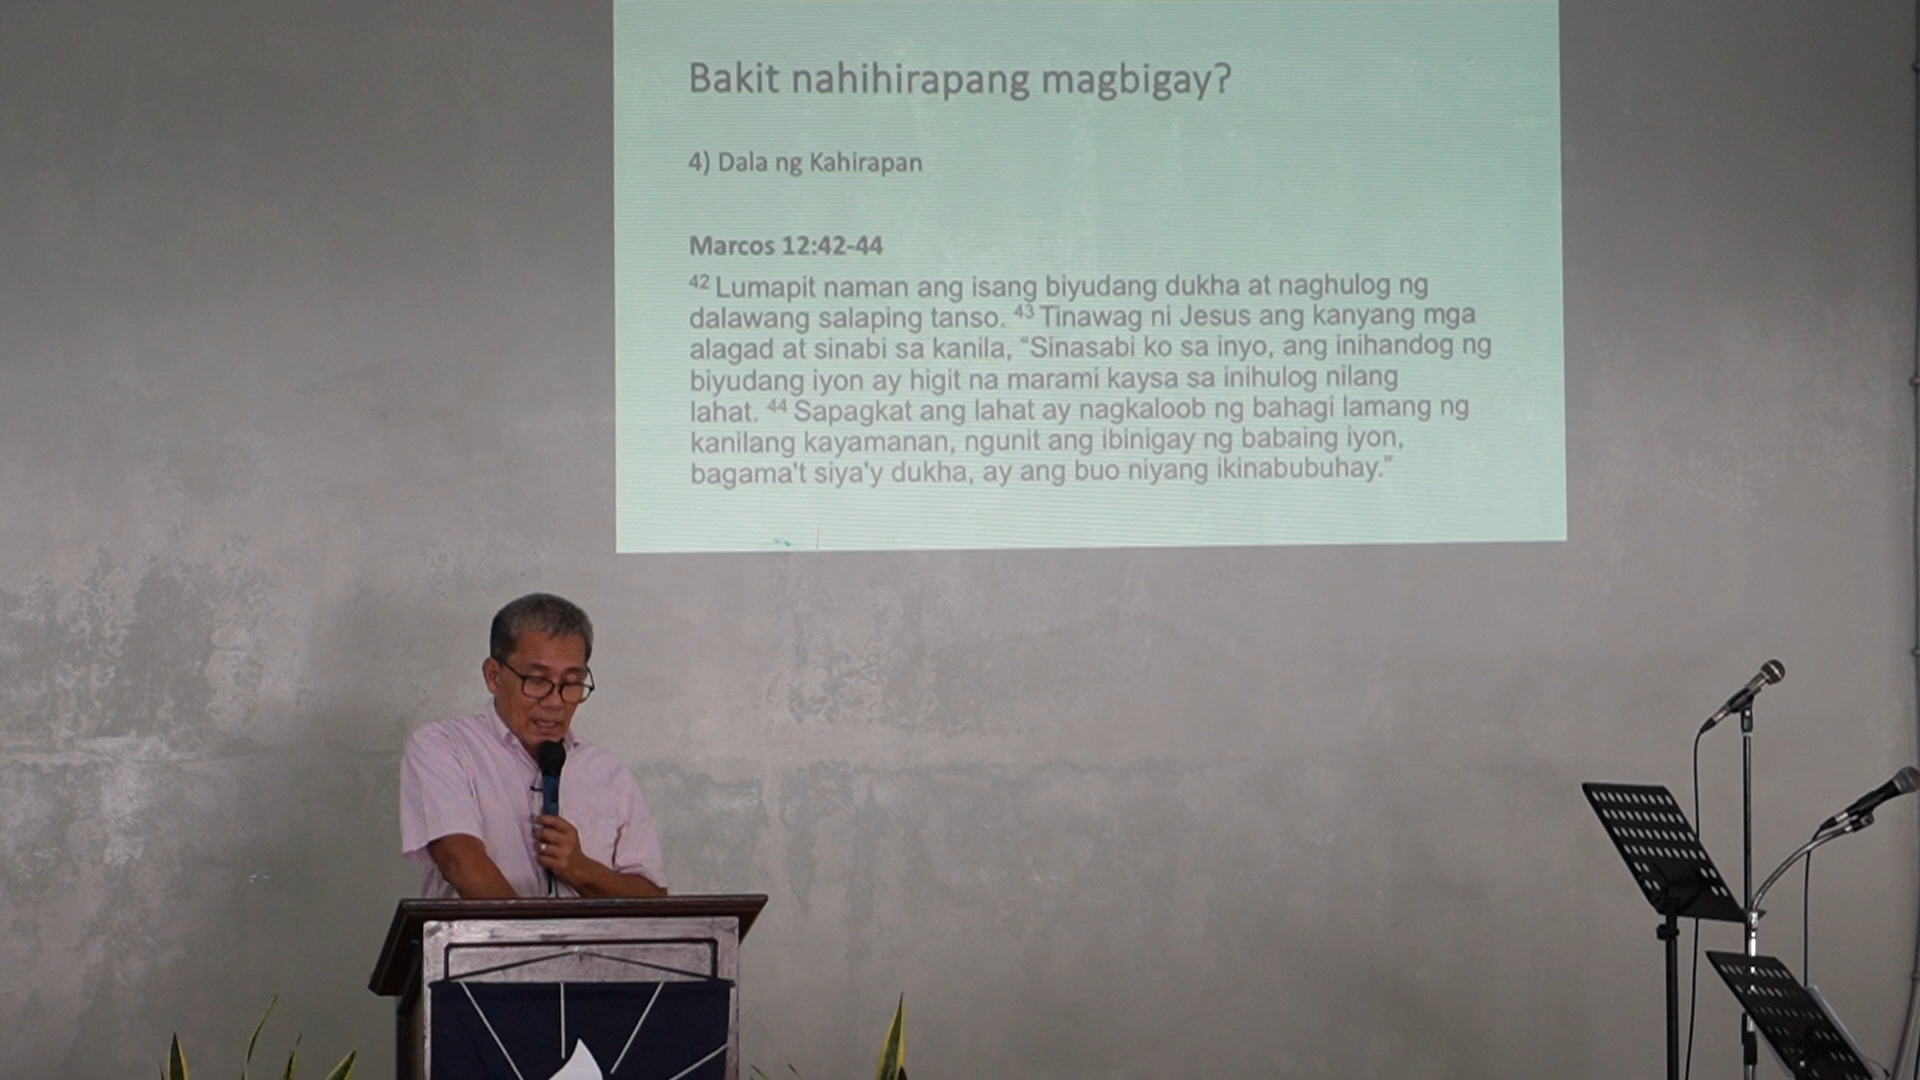 Bakit nahihirapang magbigay?
4) Dala ng Kahirapan
Marcos 12:42-44
42 Lumapit naman ang isang biyudang dukha at naghulog ng
dalawang salaping tanso. 43 Tinawag ni Jesus ang kanyang mga
alagad at sinabi sa kanila, “Sinasabi ko sa inyo, ang inihandog ng
biyudang iyon ay higit na marami kaysa sa inihulog nilang
lahat. 44 Sapagkat ang lahat ay nagkaloob ng bahagi lamang ng
kanilang kayamanan, ngunit ang ibinigay ng babaing iyon,
bagama't siya'y dukha, ay ang buo niyang ikinabubuhay.”